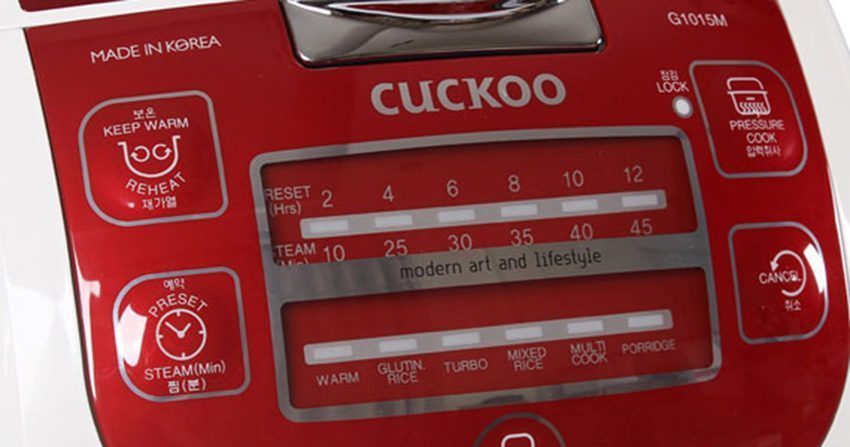 MADE IN KOREA
G1015M
CUCKOO
잠김
LOCK
보온
KEEP WARM
REHEAT
재가열
PRESSURE
COOK
압력취사
RESET 2 4 6 8 10 12
(Hrs)
TEAM 10 25 30 35 40 45
(Min)
modern art and lifestyle
예약
PRESET
STEAM(Min)
찜(분)
CANCEL
취소
WARM
GLUTIN.
RICE
TURBO
MIXED
RICE
MULTI
COOK
PORRIDGE